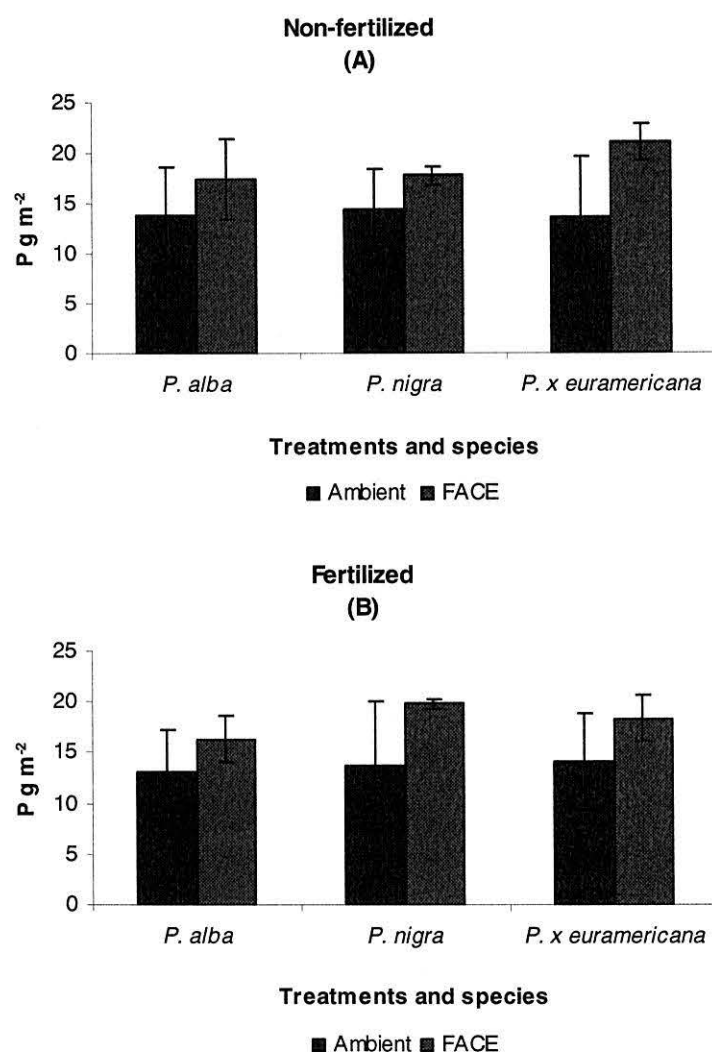 Non-fertilized
(A)
25
20
15
10
5
0
P g m-2
P. alba P. nigra P. x euramericana
Treatments and species
Ambient FACE
Fertilized
(B)
25
20
15
10
5
0
P g m-2
P. alba P. nigra P. x euramericana
Treatments and species
Ambient FACE